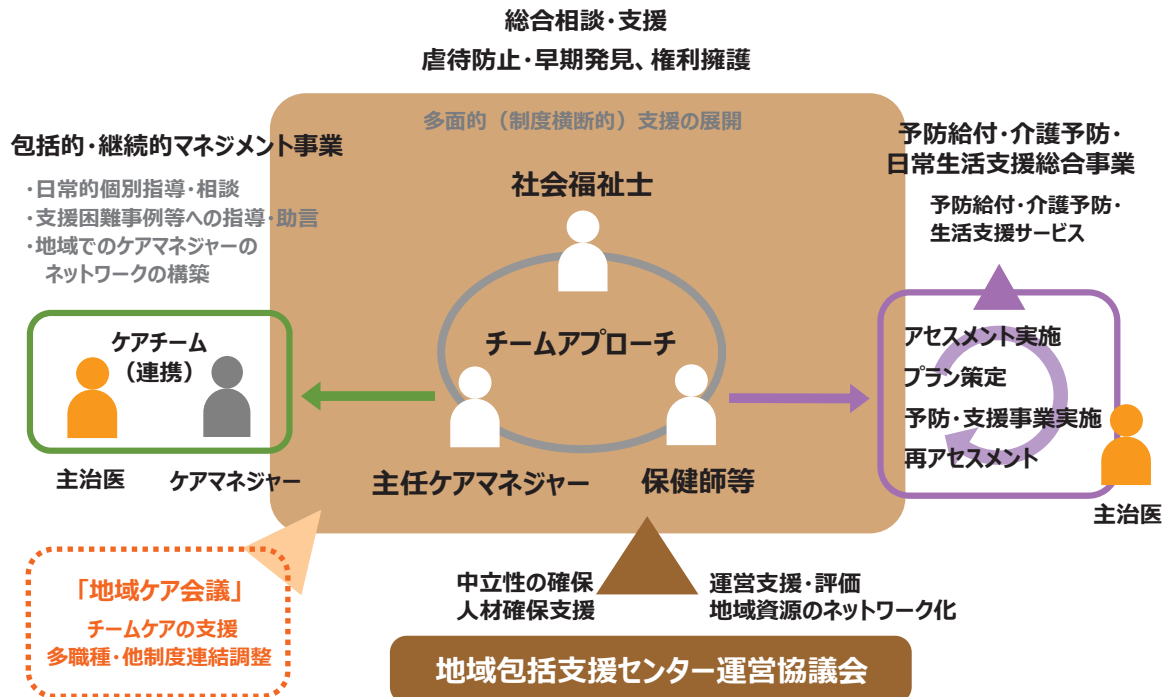 総合相談･支援
虐待防止･早期発見、権利擁護
多面的（制度横断的）支援の展開
包括的･継続的マネジメント事業
･日常的個別指導･相談
･支援困難事例等への指導･助言
･地域でのケアマネジャーの
ネットワークの構築
ケアチーム
（連携）
主治医
ケアマネジャー
社会福祉士
チームアプローチ
主任ケアマネジャー
保健師等
予防給付･介護予防･
日常生活支援総合事業
予防給付･介護予防･
生活支援サービス
アセスメント実施
プラン策定
予防･支援事業実施
再アセスメント
主治医
「地域ケア会議」
チームケアの支援
多職種･他制度連結調整
中立性の確保
人材確保支援
運営支援･評価
地域資源のネットワーク化
地域包括支援センター運営協議会